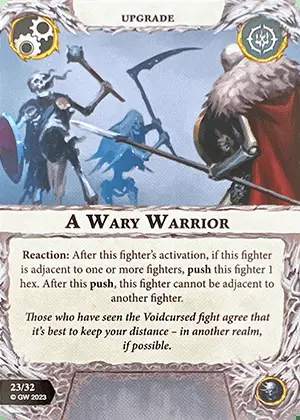 UPGRADE
A Wary Warrior
Reaction: After this fighter's activation, if this fighter
is adjacent to one or more fighters, push this fighter 1
hex. After this push, this fighter cannot be adjacent to
another fighter.
Those who have seen the Voidcursed fight agree that
it's best to keep your distance – in another realm,
if possible.
23/32
© GW 2023